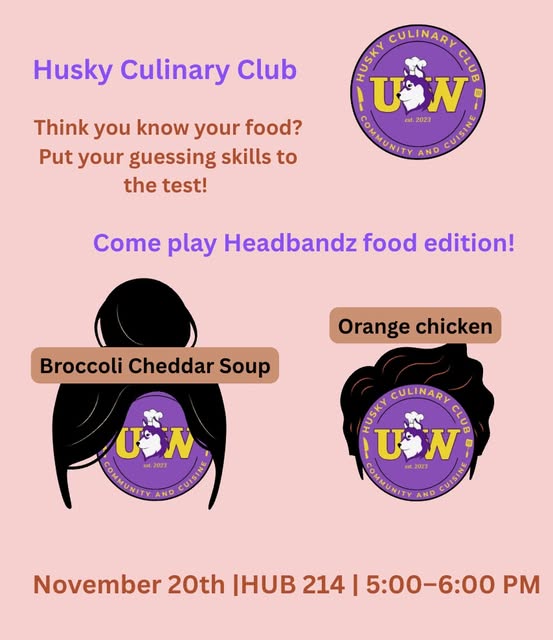 Husky Culinary Club
HUSKY CULINARY CLUB
UW
est. 2023
COMMUNITY AND CUISINE
Think you know your food?
Put your guessing skills to
the test!
Come play Headbandz food edition!
Orange chicken
Broccoli Cheddar Soup
HUSKY CULINARY CLUB
UW
est. 2023
COMMUNITY AND CUISINE
UW
est. 2023
COMMUNITY AND CUISINE
November 20th |HUB 214 | 5:00–6:00 PM